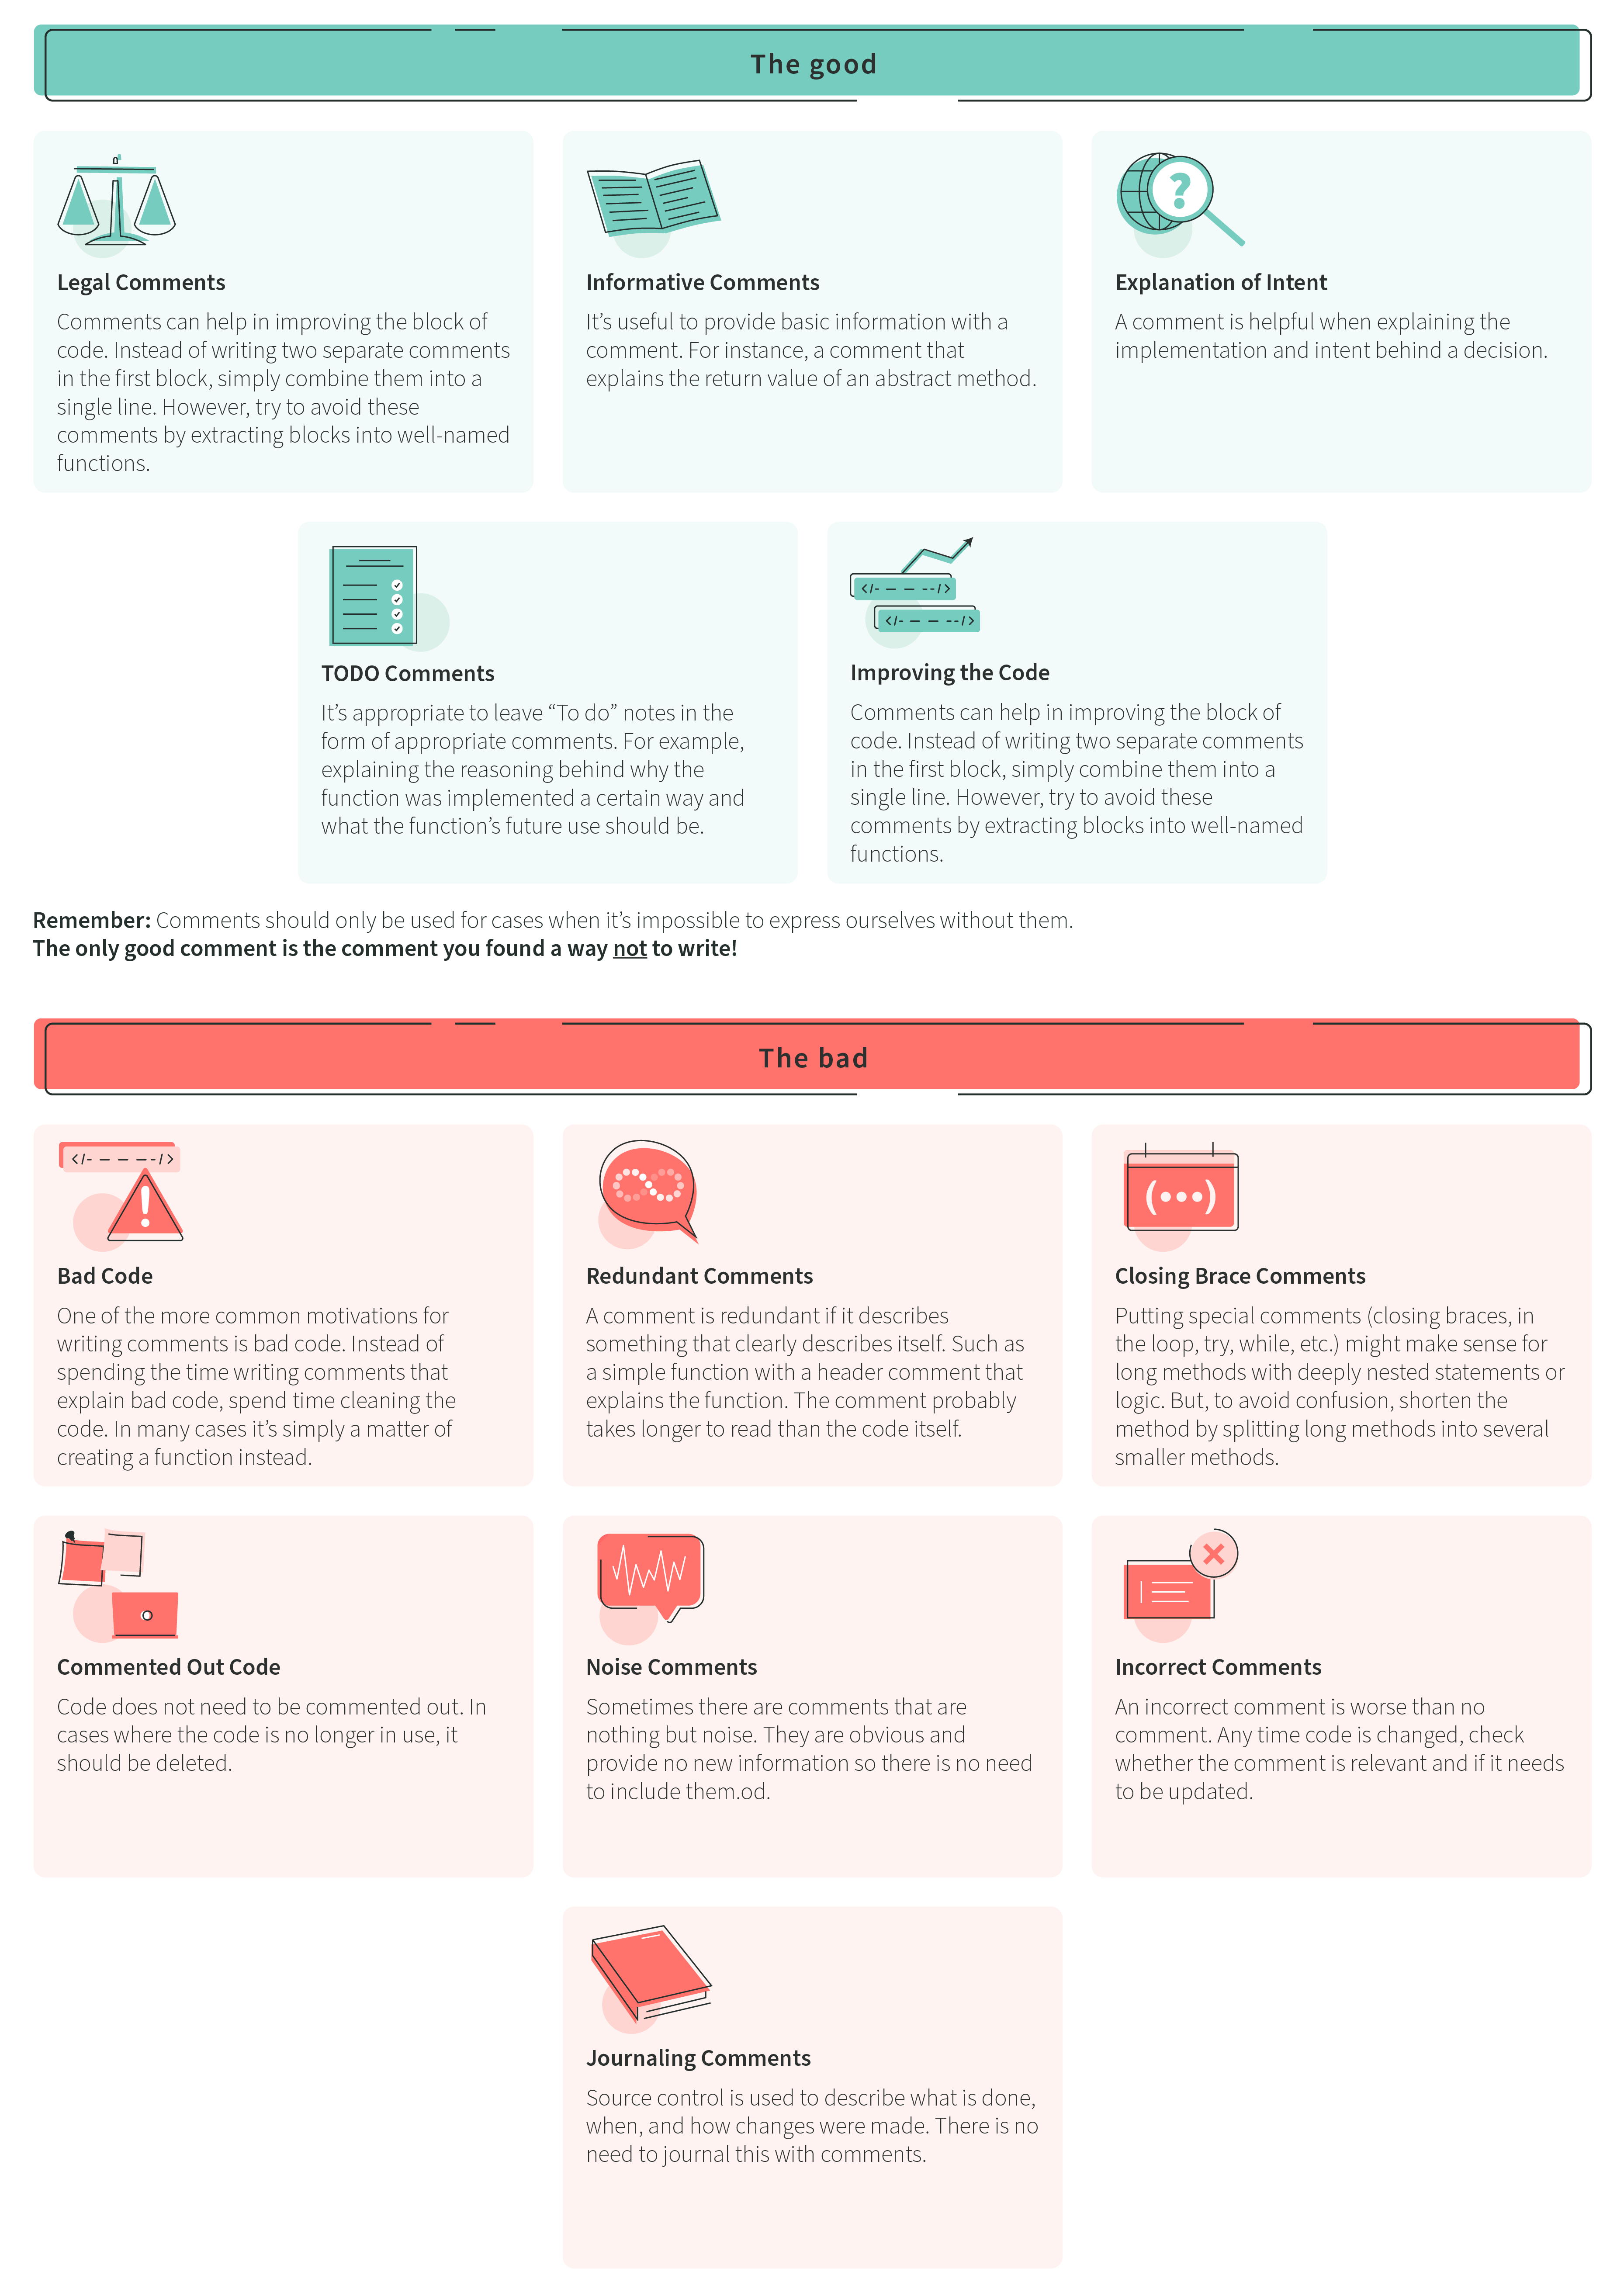 The good
Legal Comments
Comments can help in improving the block of
code. Instead of writing two separate comments
in the first block, simply combine them into a
single line. However, try to avoid these
comments by extracting blocks into well-named
functions.
Informative Comments
It’s useful to provide basic information with a
comment. For instance, a comment that
explains the return value of an abstract method.
?
Explanation of Intent
A comment is helpful when explaining the
implementation and intent behind a decision.
TODO Comments
It’s appropriate to leave “To do” notes in the
form of appropriate comments. For example,
explaining the reasoning behind why the
function was implemented a certain way and
what the function’s future use should be.
</- — — --/>
</- — — --/>
Improving the Code
Comments can help in improving the block of
code. Instead of writing two separate comments
in the first block, simply combine them into a
single line. However, try to avoid these
comments by extracting blocks into well-named
functions.
Remember: Comments should only be used for cases when it’s impossible to express ourselves without them.
The only good comment is the comment you found a way not to write!
The bad
</- — — —-/>
!
Bad Code
One of the more common motivations for
writing comments is bad code. Instead of
spending the time writing comments that
explain bad code, spend time cleaning the
code. In many cases it’s simply a matter of
creating a function instead.
Redundant Comments
A comment is redundant if it describes
something that clearly describes itself. Such as
a simple function with a header comment that
explains the function. The comment probably
takes longer to read than the code itself.
(•••)
Closing Brace Comments
Putting special comments (closing braces, in
the loop, try, while, etc.) might make sense for
long methods with deeply nested statements or
logic. But, to avoid confusion, shorten the
method by splitting long methods into several
smaller methods.
Commented Out Code
Code does not need to be commented out. In
cases where the code is no longer in use, it
should be deleted.
Noise Comments
Sometimes there are comments that are
nothing but noise. They are obvious and
provide no new information so there is no need
to include them.od.
Incorrect Comments
An incorrect comment is worse than no
comment. Any time code is changed, check
whether the comment is relevant and if it needs
to be updated.
Journaling Comments
Source control is used to describe what is done,
when, and how changes were made. There is no
need to journal this with comments.